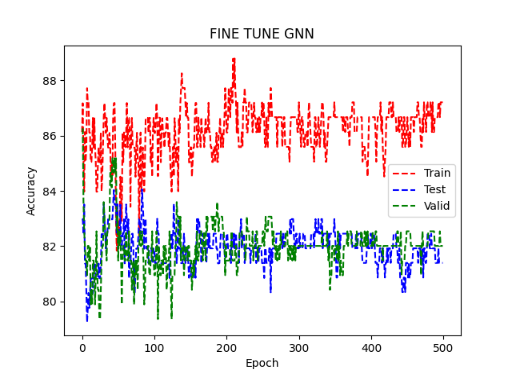 FINE TUNE GNN
88
86
84
82
80
Accuracy
Train
Test
Valid
0
100
200
300
400
500
Epoch